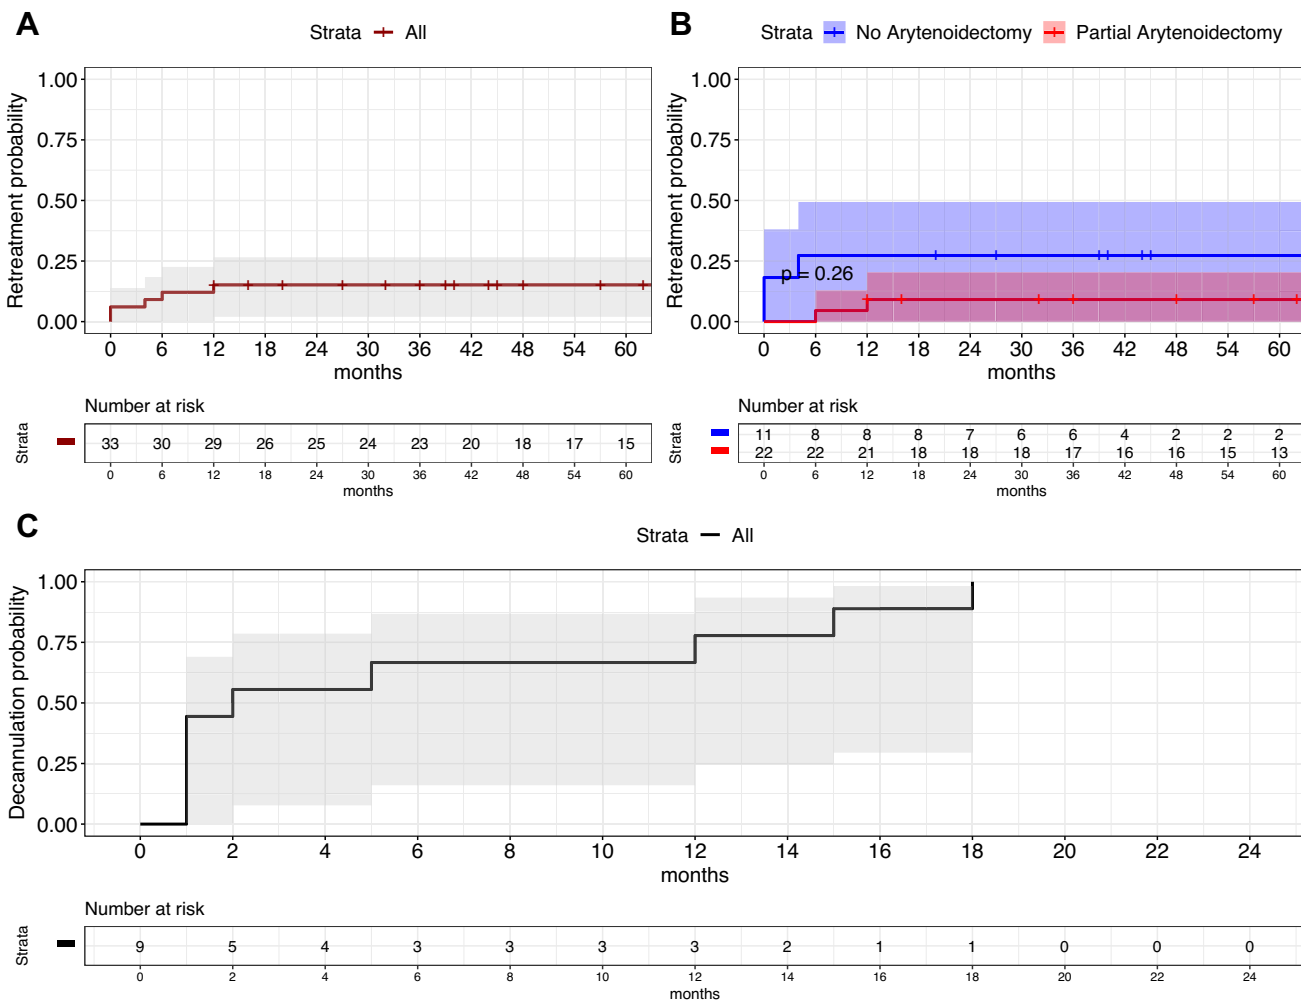 A
Strata All
Retreatment probability
1.00
0.75
0.50
0.25
0.00
0 6 12 18 24 30 36 42 48 54 60
months
Number at risk
Strata
33 30 29 26 25 24 23 20 18 17 15
0 6 12 18 24 30 36 42 48 54 60
months
B
Strata No Arytenoidectomy Partial Arytenoidectomy
Retreatment probability
1.00
0.75
0.50
0.25
0.00
p = 0.26
0 6 12 18 24 30 36 42 48 54 60
months
Number at risk
Strata
11 8 8 8 7 6 6 4 2 2 2
22 22 21 18 18 18 17 16 16 15 13
0 6 12 18 24 30 36 42 48 54 60
months
C
Strata All
Decannulation probability
1.00
0.75
0.50
0.25
0.00
0 2 4 6 8 10 12 14 16 18 20 22 24
months
Number at risk
Strata
9 5 4 3 3 3 3 2 1 1 0 0 0
0 2 4 6 8 10 12 14 16 18 20 22 24
months